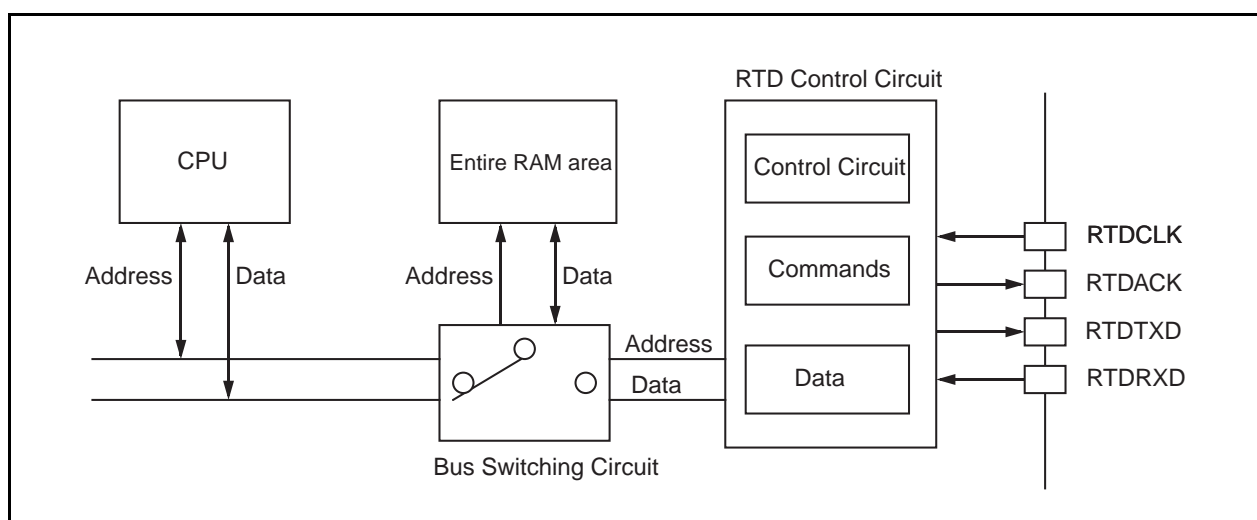 RTD Control Circuit
CPU
Entire RAM area
Control Circuit
Commands
Data
Address
Data
Address
Data
Address
Data
Bus Switching Circuit
RTDCLK
RTDACK
RTDTXD
RTDRXD